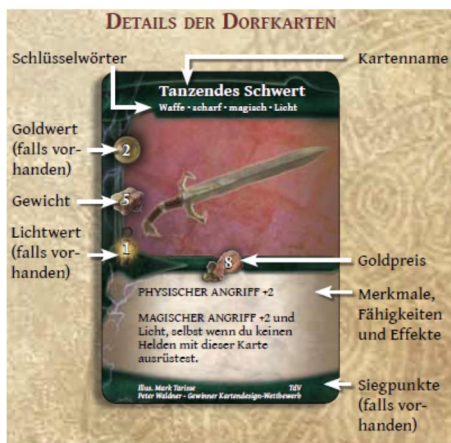 DETAILS DER DORFKARTEN
Schlüsselwörter
Kartenname
Tanzendes Schwert
Waffe • scharf • magisch • Licht
Goldwert
(falls vor-
handen)
2
Gewicht
5
Lichtwert
(falls vor-
handen)
1
8
Goldpreis
PHYSISCHER ANGRIFF +2
MAGISCHER ANGRIFF +2 und
Licht, selbst wenn du keinen
Helden mit dieser Karte
ausrüstest.
Merkmale,
Fähigkeiten
und Effekte
Illus. Mark Tarisse
TdV
Peter Waldner - Gewinner Kartendesign-Wettbewerb
Siegpunkte
(falls vor-
handen)